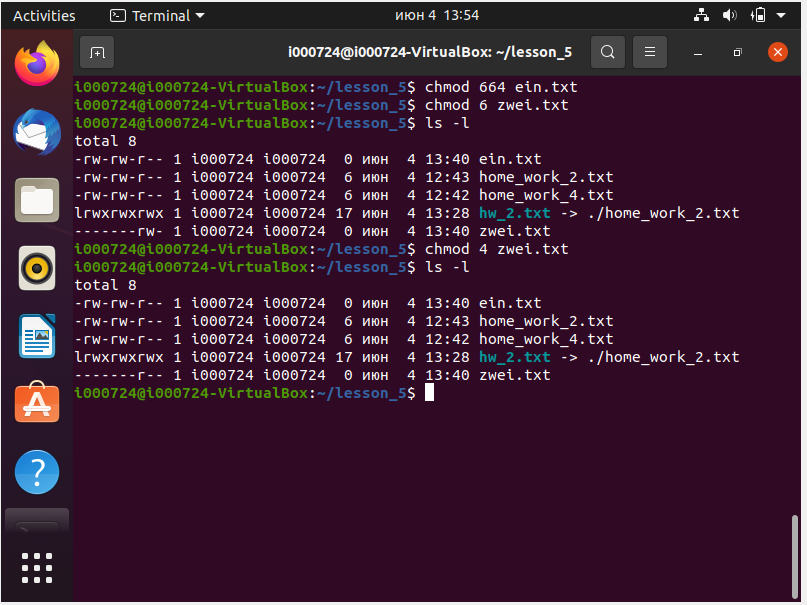 Activities Terminal июн 4 13:54
i000724@i000724-VirtualBox: ~/lesson_5
i000724@i000724-VirtualBox:~/lesson_5$ chmod 664 ein.txt
i000724@i000724-VirtualBox:~/lesson_5$ chmod 6 zwei.txt
i000724@i000724-VirtualBox:~/lesson_5$ ls -l
total 8
-rw-rw-r-- 1 i000724 i000724  0 июн  4 13:40 ein.txt
-rw-rw-r-- 1 i000724 i000724  6 июн  4 12:43 home_work_2.txt
-rw-rw-r-- 1 i000724 i000724  6 июн  4 12:42 home_work_4.txt
lrwxrwxrwx 1 i000724 i000724 17 июн  4 13:28 hw_2.txt -> ./home_work_2.txt
-------rw- 1 i000724 i000724  0 июн  4 13:40 zwei.txt
i000724@i000724-VirtualBox:~/lesson_5$ chmod 4 zwei.txt
i000724@i000724-VirtualBox:~/lesson_5$ ls -l
total 8
-rw-rw-r-- 1 i000724 i000724  0 июн  4 13:40 ein.txt
-rw-rw-r-- 1 i000724 i000724  6 июн  4 12:43 home_work_2.txt
-rw-rw-r-- 1 i000724 i000724  6 июн  4 12:42 home_work_4.txt
lrwxrwxrwx 1 i000724 i000724 17 июн  4 13:28 hw_2.txt -> ./home_work_2.txt
-------r-- 1 i000724 i000724  0 июн  4 13:40 zwei.txt
i000724@i000724-VirtualBox:~/lesson_5$